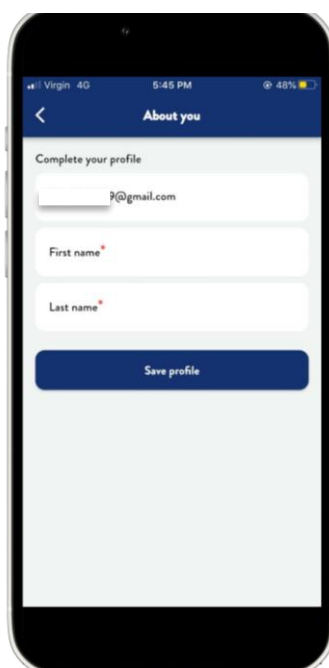 Virgin 4G 5:45 PM 48%
About you
Complete your profile
9@gmail.com
First name*
Last name*
Save profile